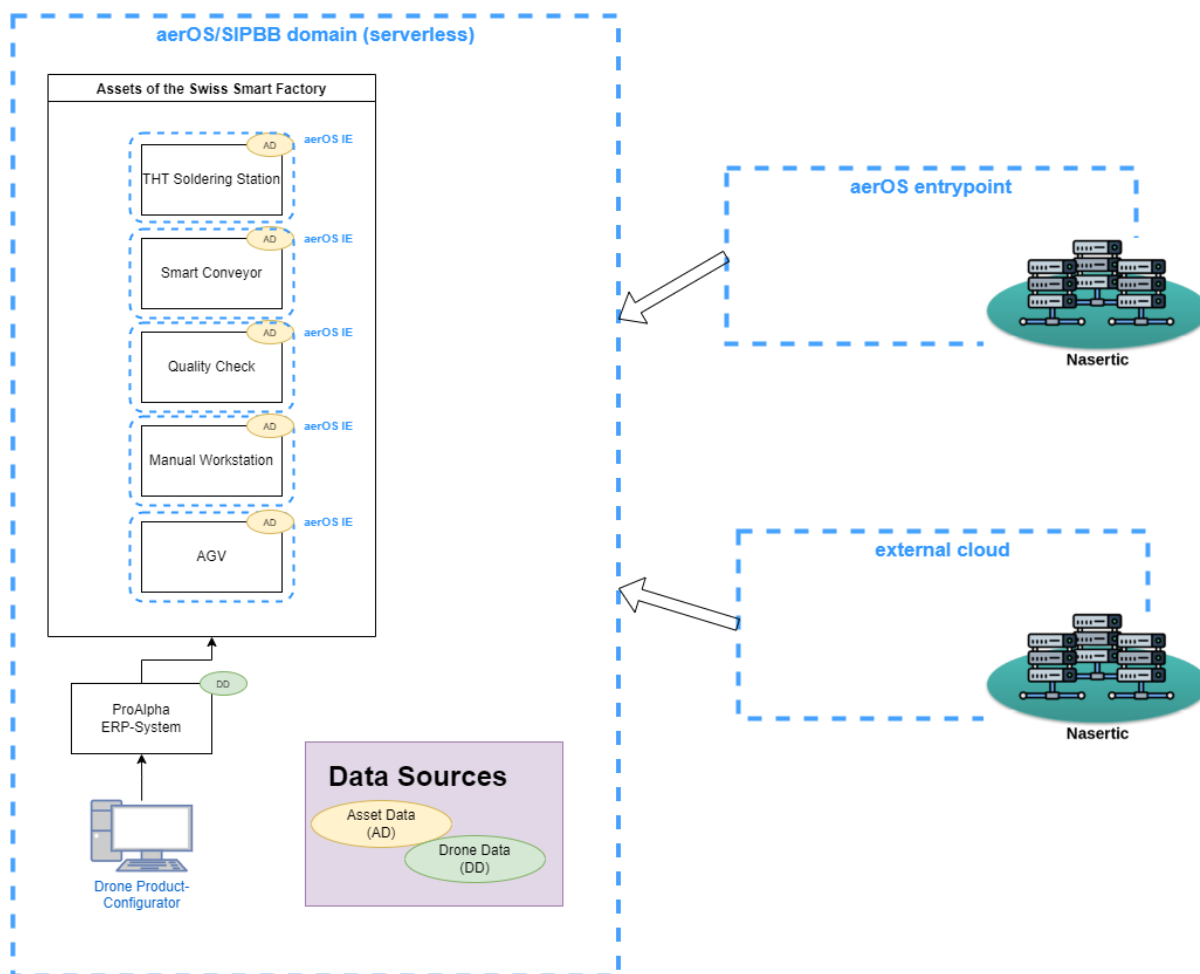 aerOS/SIPBB domain (serverless)
Assets of the Swiss Smart Factory
AD
aerOS IE
THT Soldering Station
AD
aerOS IE
Smart Conveyor
AD
aerOS IE
Quality Check
AD
aerOS IE
Manual Workstation
AD
aerOS IE
AGV
DD
ProAlpha
ERP-System
Drone Product-
Configurator
Data Sources
Asset Data
(AD)
Drone Data
(DD)
aerOS entrypoint
Nasertic
external cloud
Nasertic